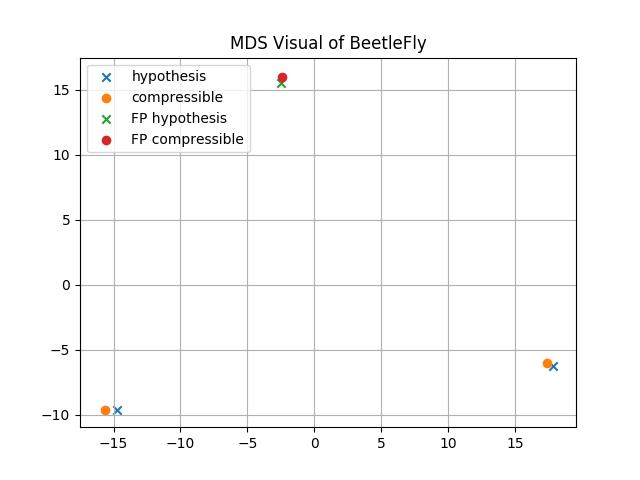 MDS Visual of BeetleFly
hypothesis
compressible
FP hypothesis
FP compressible
15
10
5
0
−5
−10
−15 −10 −5 0 5 10 15